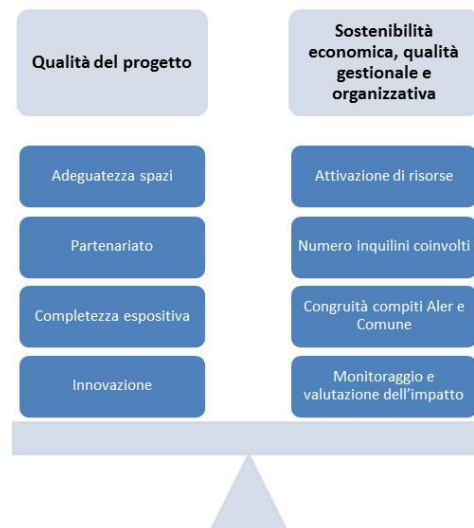 Qualità del progetto
Sostenibilità
economica, qualità
gestionale e
organizzativa
Adeguatezza spazi
Partenariato
Completezza espositiva
Innovazione
Attivazione di risorse
Numero inquilini coinvolti
Congruità compiti Aler e
Comune
Monitoraggio e
valutazione dell'impatto